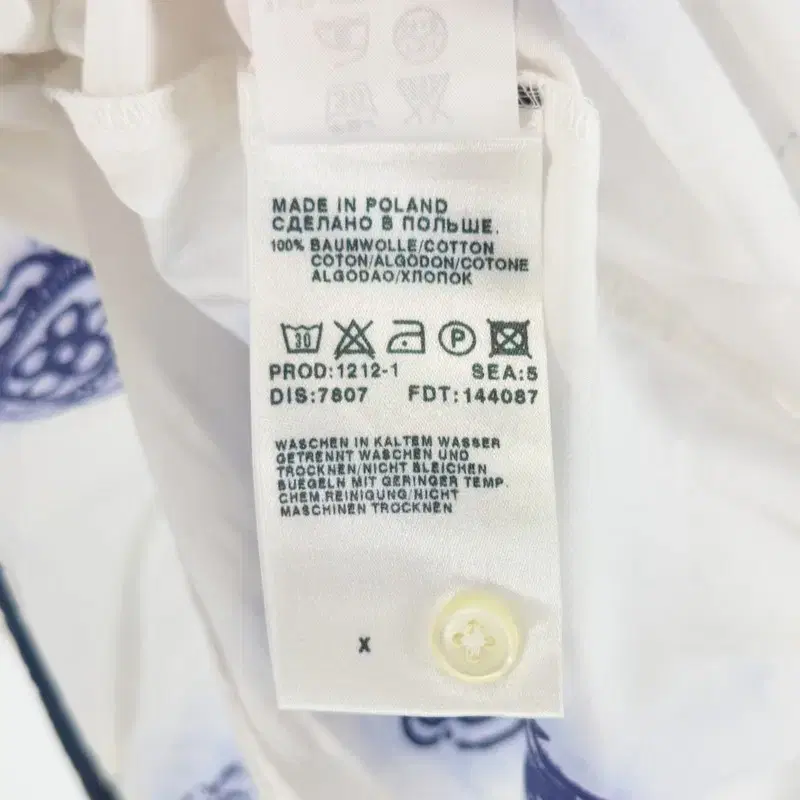 MADE IN POLAND
СДЕЛАНО В ПОЛЬШЕ.
100% BAUMWOLLE/COTTON
COTON/ALGODON/COTONE
ALGODAO/ХЛОПОК
30 P
PROD:1212-1 SEA:5
DIS:7807 FDT:144087
WASCHEN IN KALTEM WASSER
GETRENNT WASCHEN UND
TROCKNEN/NICHT BLEICHEN
BUEGELN MIT GERINGER TEMP.
CHEM.REINIGUNG/NICHT
MASCHINEN TROCKNEN
X